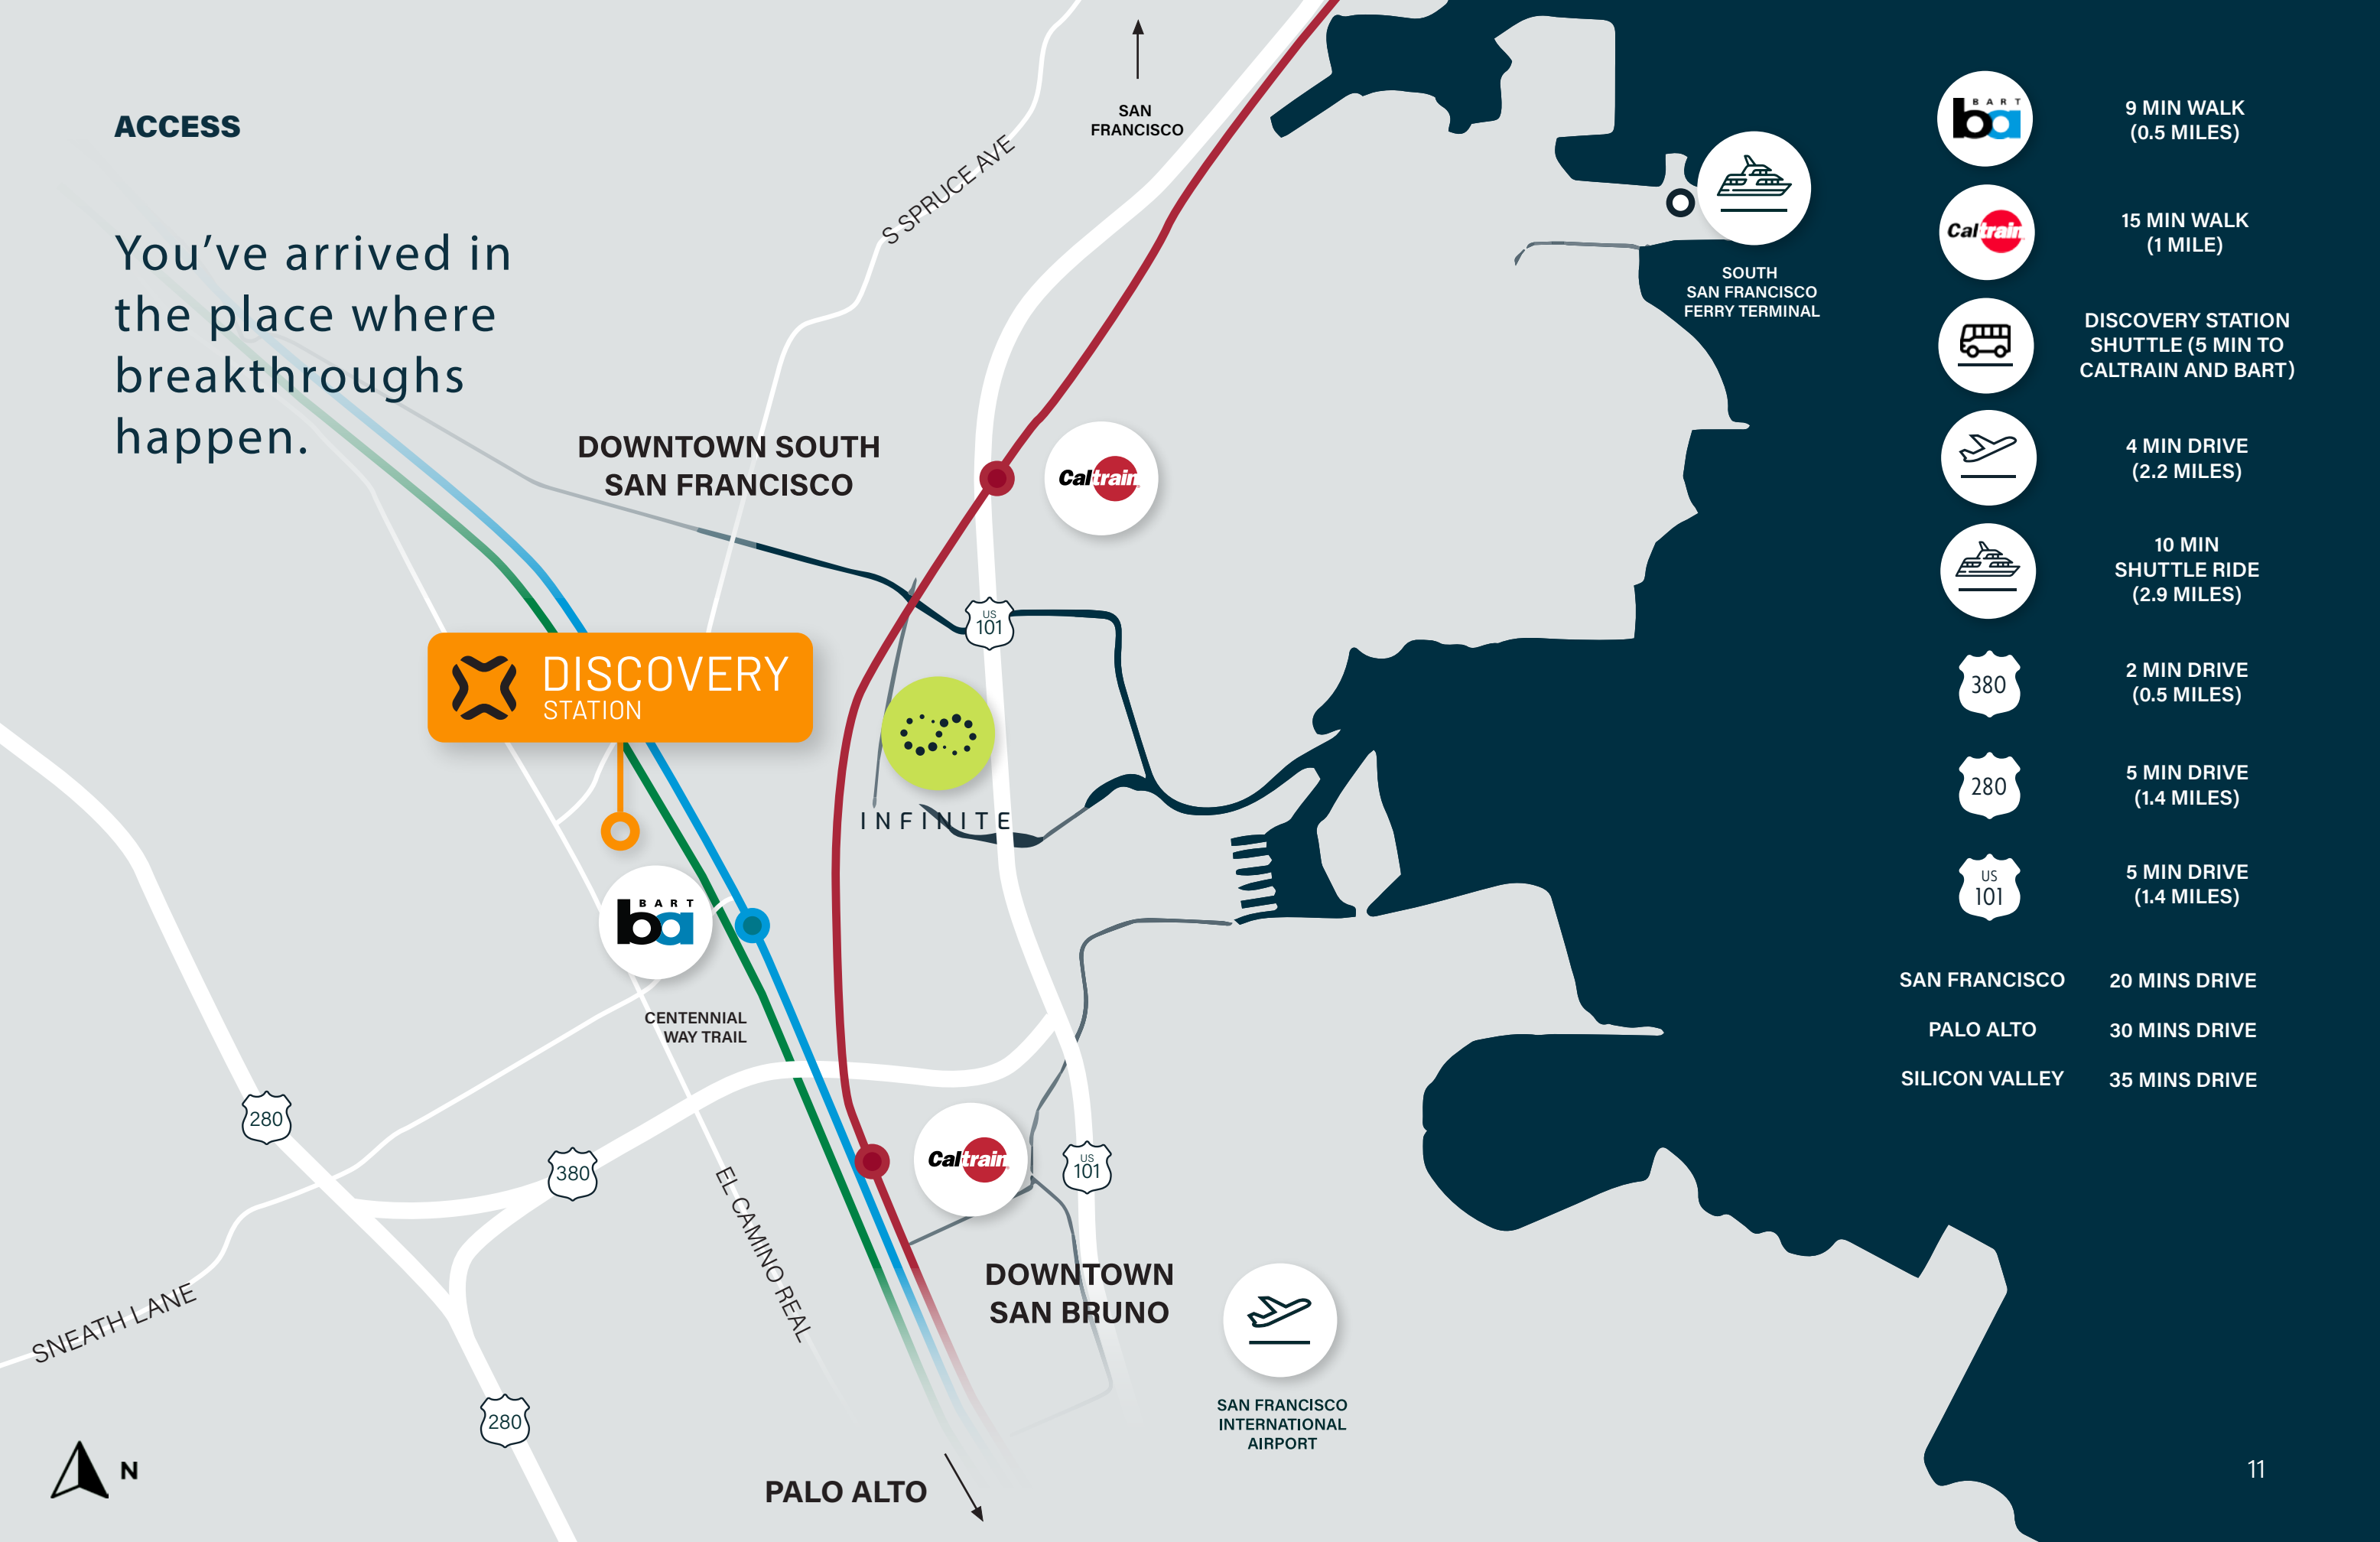 ACCESS
You’ve arrived in
the place where
breakthroughs
happen.
SAN
FRANCISCO
S SPRUCE AVE
SOUTH
SAN FRANCISCO
FERRY TERMINAL
DOWNTOWN SOUTH
SAN FRANCISCO
Caltrain
US
101
DISCOVERY
STATION
INFINITE
BART
ba
CENTENNIAL
WAY TRAIL
280
380
Caltrain
US
101
EL CAMINO REAL
DOWNTOWN
SAN BRUNO
SNEATH LANE
280
SAN FRANCISCO
INTERNATIONAL
AIRPORT
PALO ALTO
N
BART
ba
9 MIN WALK
(0.5 MILES)
Caltrain
15 MIN WALK
(1 MILE)
DISCOVERY STATION
SHUTTLE (5 MIN TO
CALTRAIN AND BART)
4 MIN DRIVE
(2.2 MILES)
10 MIN
SHUTTLE RIDE
(2.9 MILES)
380
2 MIN DRIVE
(0.5 MILES)
280
5 MIN DRIVE
(1.4 MILES)
US
101
5 MIN DRIVE
(1.4 MILES)
SAN FRANCISCO 20 MINS DRIVE
PALO ALTO 30 MINS DRIVE
SILICON VALLEY 35 MINS DRIVE
11